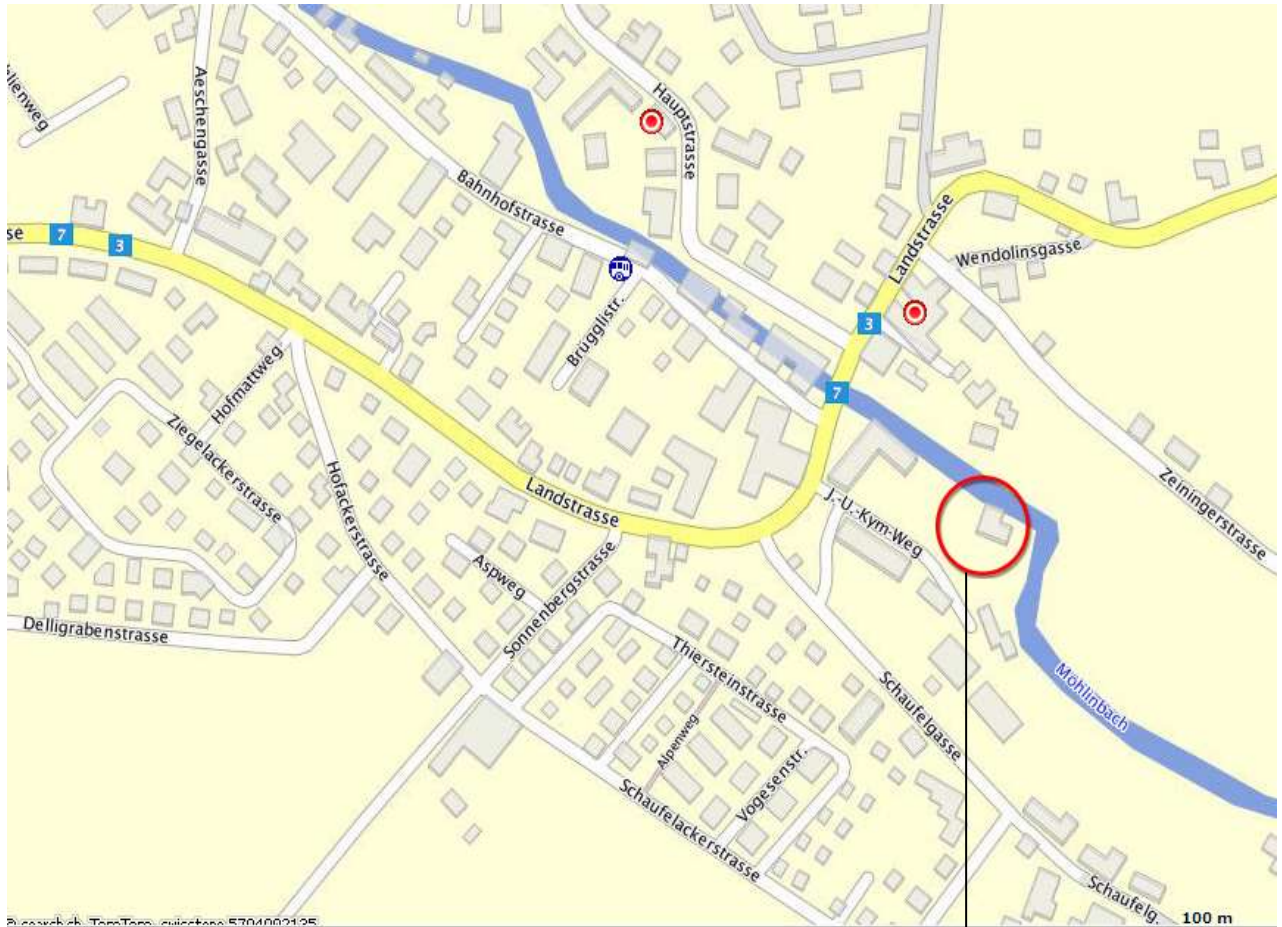 Aeschengasse
Hauptstrasse
Bahnhofstrasse
Landstrasse
Wendolinsgasse
7
3
se
3
Brügglistr.
7
Hofmattweg
Ziegelackerstrasse
Hofackerstrasse
Landstrasse
Zeiningerstrasse
J.-U.-Kym-Weg
Aspweg
Sonnenbergstrasse
Delligrabenstrasse
Thiersteinstrasse
Schaufelgasse
Möhlinbach
Alpenweg
Vogesenstr.
Schaufelackerstrasse
Schaufelg.
100 m